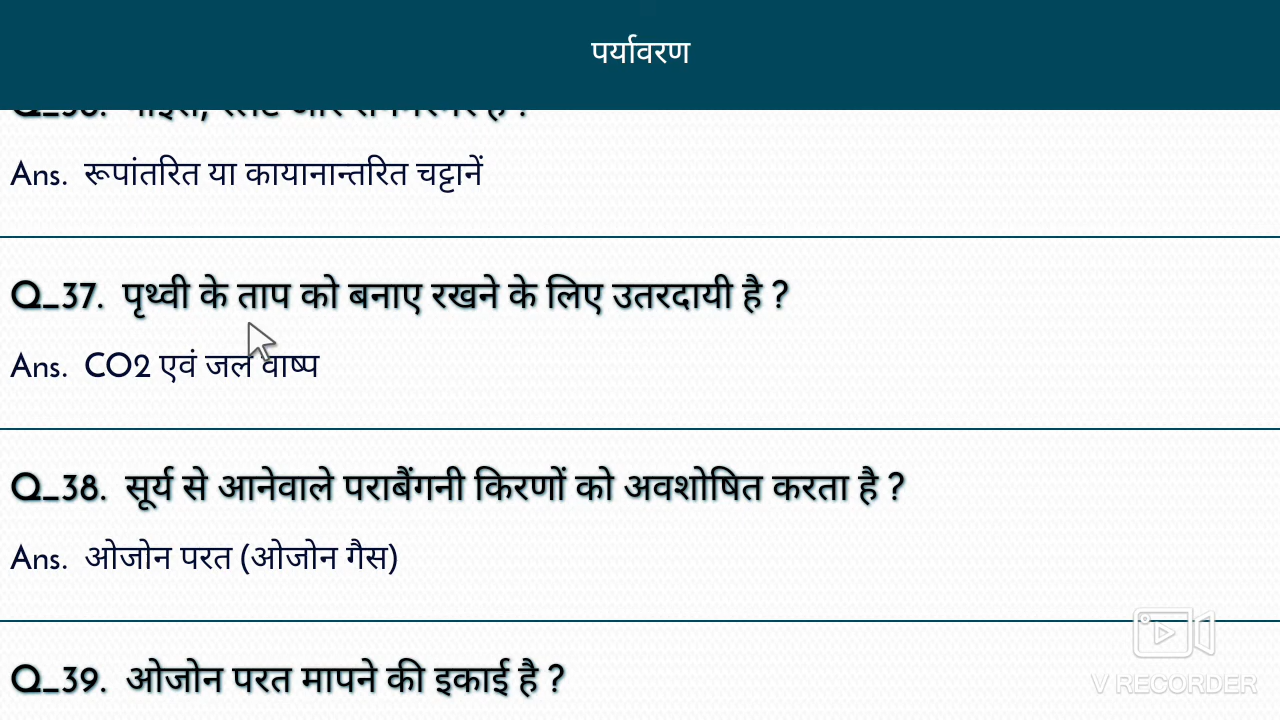 पर्यावरण
Ans. रूपांतरित या कायानान्तरित चट्टानें
Q_37. पृथ्वी के ताप को बनाए रखने के लिए उतरदायी है ?
Ans. CO2 एवं जल वाष्प
Q_38. सूर्य से आनेवाले पराबैंगनी किरणों को अवशोषित करता है ?
Ans. ओजोन परत (ओजोन गैस)
Q_39. ओजोन परत मापने की इकाई है ?
V RECORDER